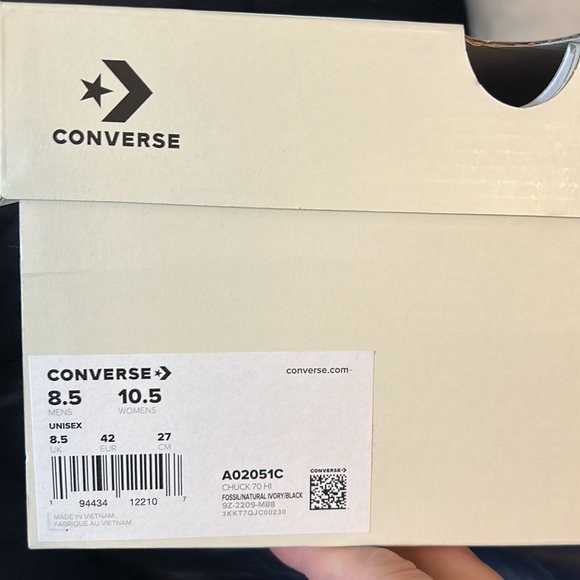 CONVERSE
CONVERSE
converse.com
8.5 10.5
MENS WOMENS
UNISEX
8.5 42 27
UK EUR CM
1 94434 12210 7
MADE IN VIETNAM
FABRIQUÉ AU VIETNAM
A02051C
CHUCK 70 HI
FOSSIL/NATURAL IVORY/BLACK
9Z-2209-M88
3KKT7QJC00230
CONVERSE